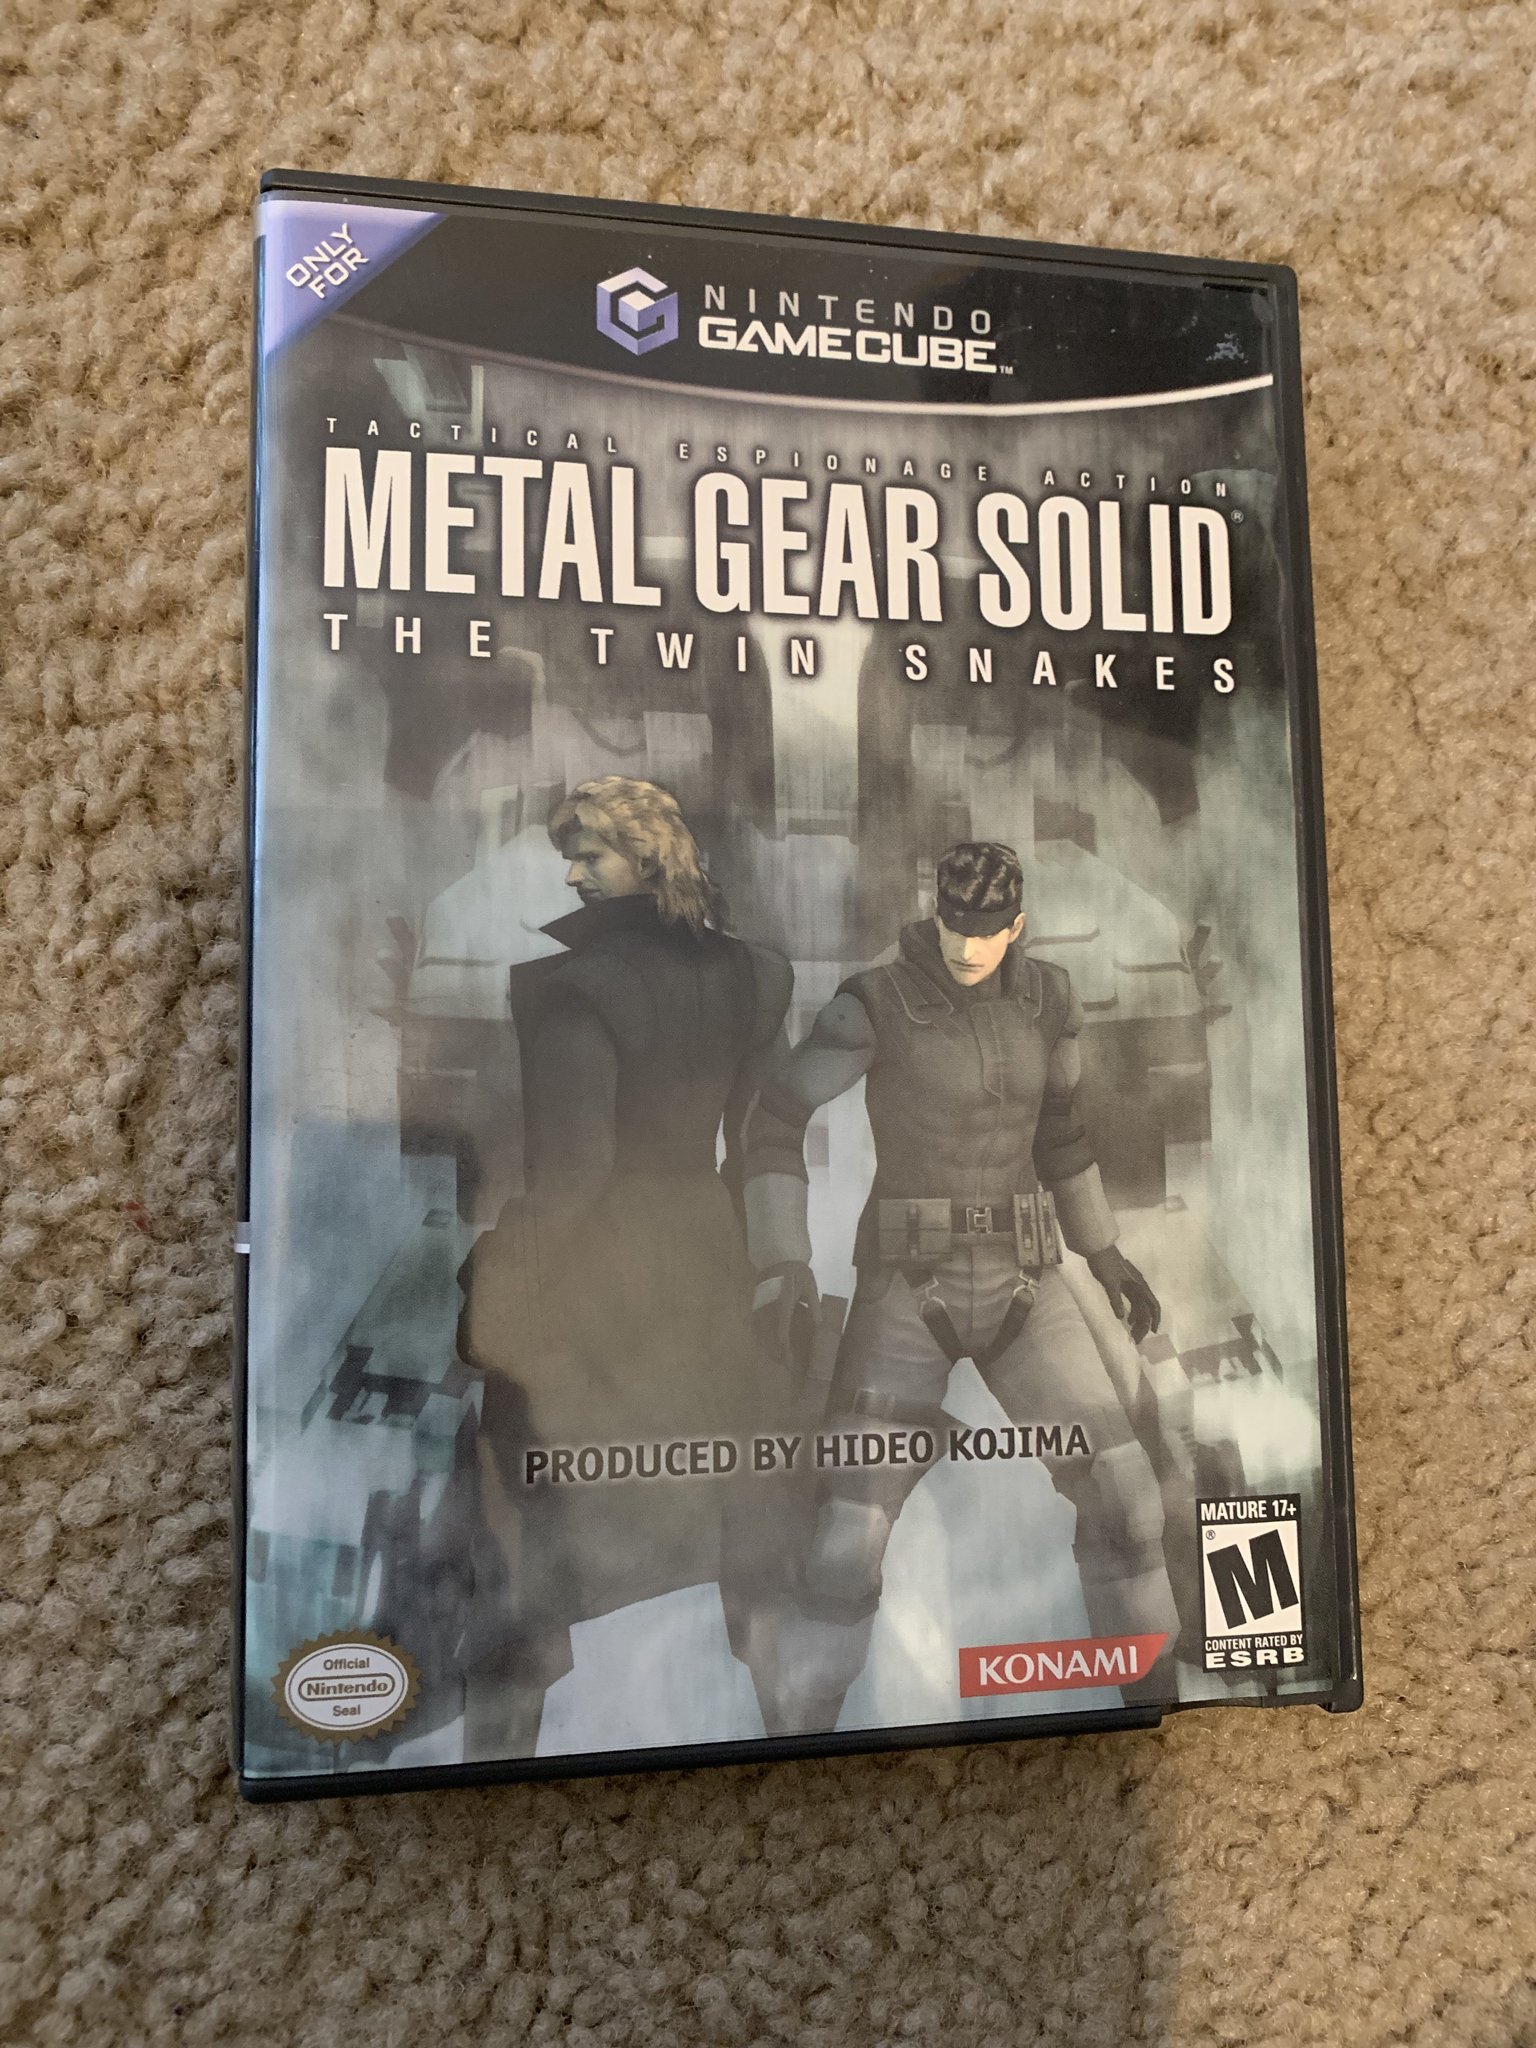 ONLY
FOR
NINTENDO
GAMECUBE™
TACTICAL ESPIONAGE ACTION
METAL GEAR SOLID®
THE TWIN SNAKES
PRODUCED BY HIDEO KOJIMA
MATURE 17+
®
M
CONTENT RATED BY
ESRB
KONAMI
Official
Nintendo
Seal